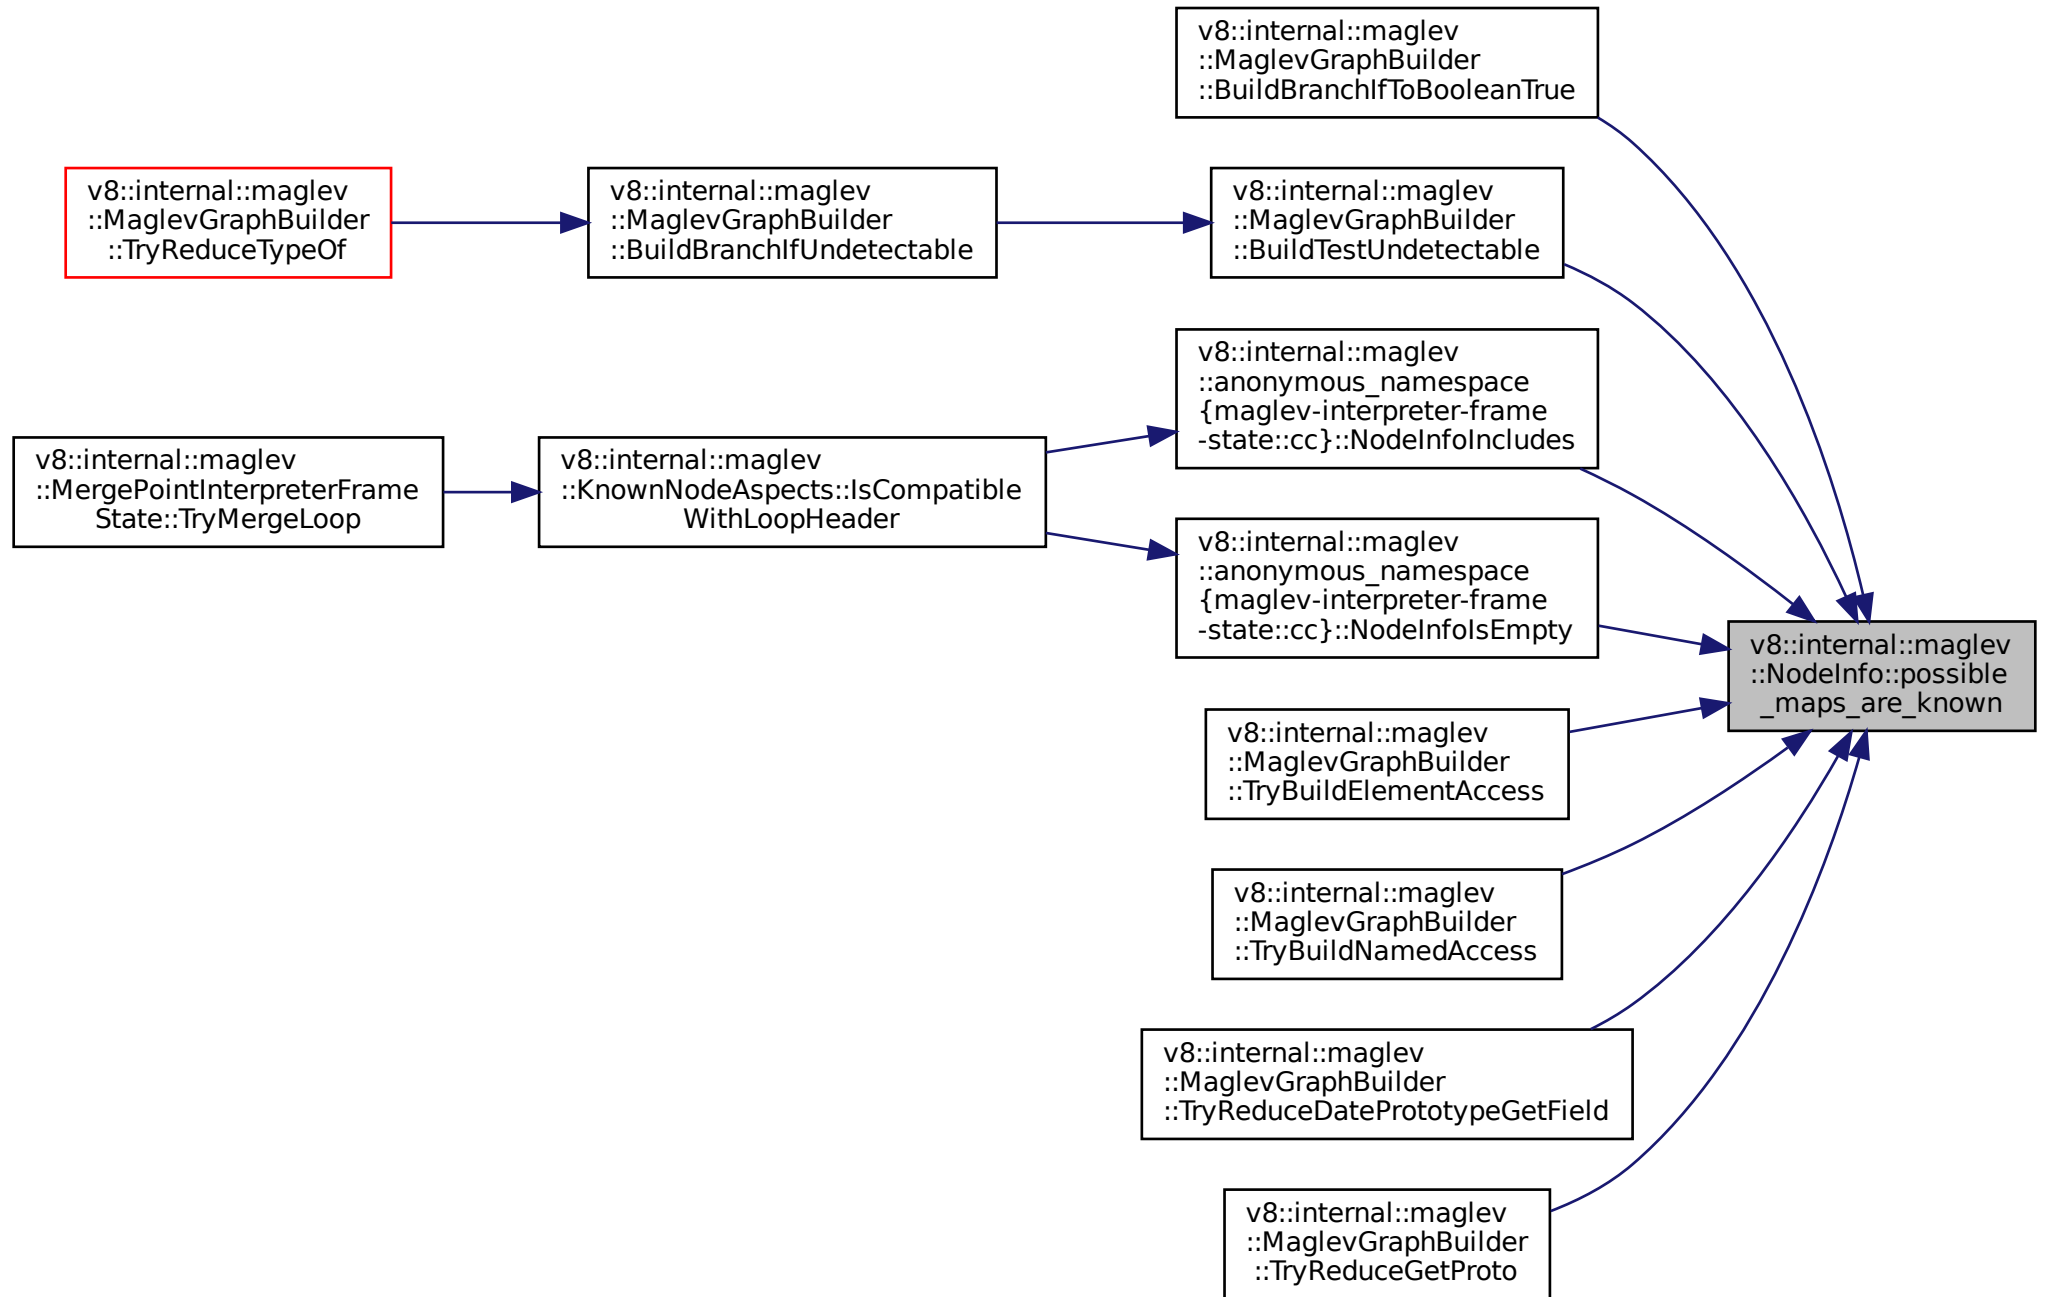 v8::internal::maglev
::MaglevGraphBuilder
::BuildBranchIfToBooleanTrue
v8::internal::maglev
::MaglevGraphBuilder
::TryReduceTypeOf
v8::internal::maglev
::MaglevGraphBuilder
::BuildBranchIfUndetectable
v8::internal::maglev
::MaglevGraphBuilder
::BuildTestUndetectable
v8::internal::maglev
::anonymous_namespace
{maglev-interpreter-frame
-state::cc}::NodeInfoIncludes
v8::internal::maglev
::MergePointInterpreterFrame
State::TryMergeLoop
v8::internal::maglev
::KnownNodeAspects::IsCompatible
WithLoopHeader
v8::internal::maglev
::anonymous_namespace
{maglev-interpreter-frame
-state::cc}::NodeInfoIsEmpty
v8::internal::maglev
::NodeInfo::possible
_maps_are_known
v8::internal::maglev
::MaglevGraphBuilder
::TryBuildElementAccess
v8::internal::maglev
::MaglevGraphBuilder
::TryBuildNamedAccess
v8::internal::maglev
::MaglevGraphBuilder
::TryReduceDatePrototypeGetField
v8::internal::maglev
::MaglevGraphBuilder
::TryReduceGetProto